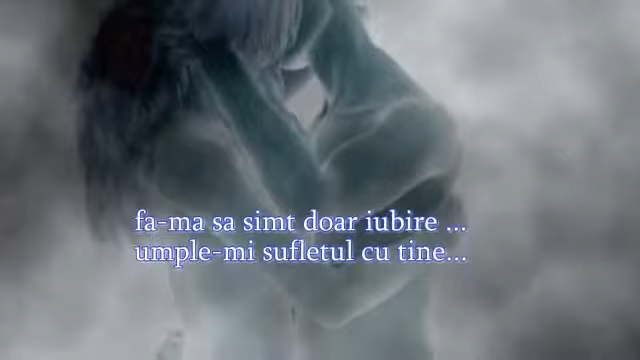 fa-ma sa simt doar iubire ...
umple-mi sufletul cu tine...